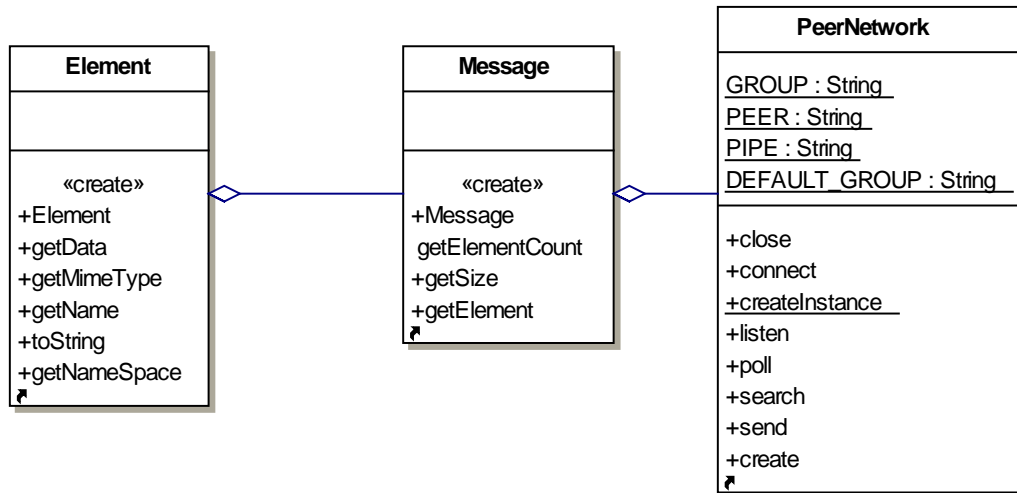 Element
«create»
+Element
+getData
+getMimeType
+getName
+toString
+getNameSpace
Message
«create»
+Message
getElementCount
+getSize
+getElement
PeerNetwork
GROUP : String
PEER : String
PIPE : String
DEFAULT_GROUP : String
+close
+connect
+createInstance
+listen
+poll
+search
+send
+create